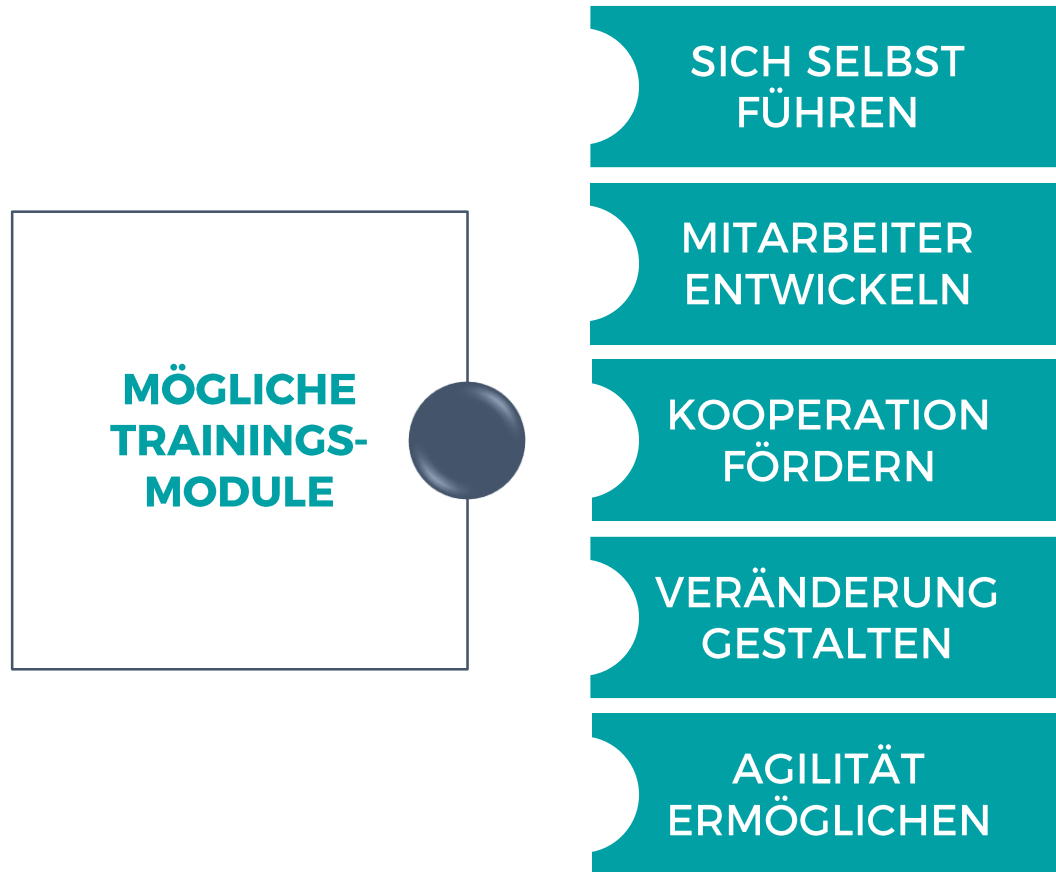 MÖGLICHE
TRAININGS-
MODULE
SICH SELBST
FÜHREN
MITARBEITER
ENTWICKELN
KOOPERATION
FÖRDERN
VERÄNDERUNG
GESTALTEN
AGILITÄT
ERMÖGLICHEN